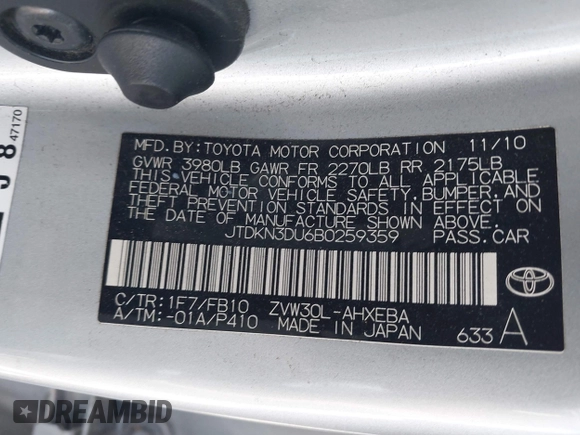 MFD.BY:TOYOTA MOTOR CORPORATION 11/10
GVWR 3980LB GAWR FR 2270LB RR 2175LB
THIS VEHICLE CONFORMS TO ALL APPLICABLE
FEDERAL MOTOR VEHICLE SAFETY,BUMPER,AND
THEFT PREVENTION STANDARDS IN EFFECT ON
THE DATE OF MANUFACTURE SHOWN ABOVE.
JTDKN3DU6B0259359 PASS.CAR
C/TR:1F7/FB10 ZVW30L-AHXEBA
A/TM:-01A/P410 MADE IN JAPAN 633 A
8 47170
DREAMBID